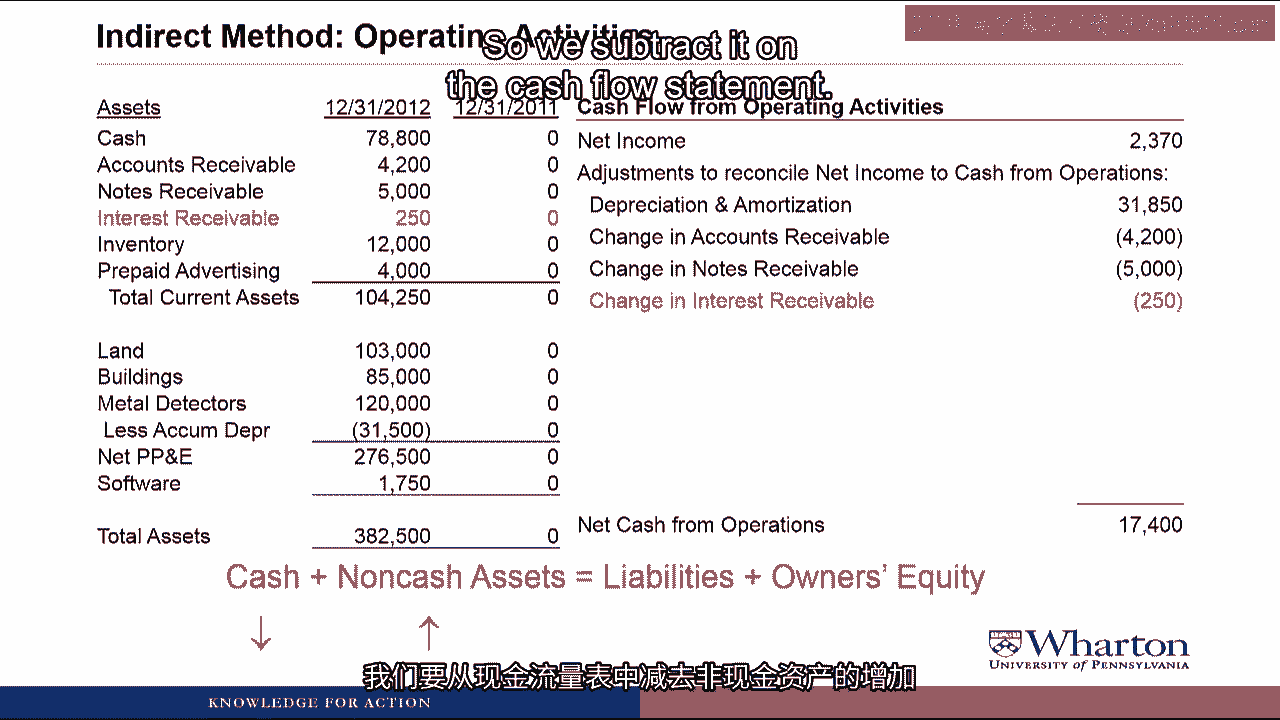 Indirect Method: Operating Activities
So we subtract it on
the cash flow statement.
Assets 12/31/2012 12/31/2011
Cash 78,800 0
Accounts Receivable 4,200 0
Notes Receivable 5,000 0
Interest Receivable 250 0
Inventory 12,000 0
Prepaid Advertising 4,000 0
Total Current Assets 104,250 0
Land 103,000 0
Buildings 85,000 0
Metal Detectors 120,000 0
Less Accum Depr (31,500) 0
Net PP&E 276,500 0
Software 1,750 0
Total Assets 382,500 0
Cash Flow from Operating Activities
Net Income 2,370
Adjustments to reconcile Net Income to Cash from Operations:
Depreciation & Amortization 31,850
Change in Accounts Receivable (4,200)
Change in Notes Receivable (5,000)
Change in Interest Receivable (250)
Net Cash from Operations 17,400
Cash + Noncash Assets = Liabilities + Owners' Equity
↓ ↑
Wharton
UNIVERSITY of PENNSYLVANIA
我们要从现金流量表中减去非现金资产的增加
KNOWLEDGE FOR ACTION